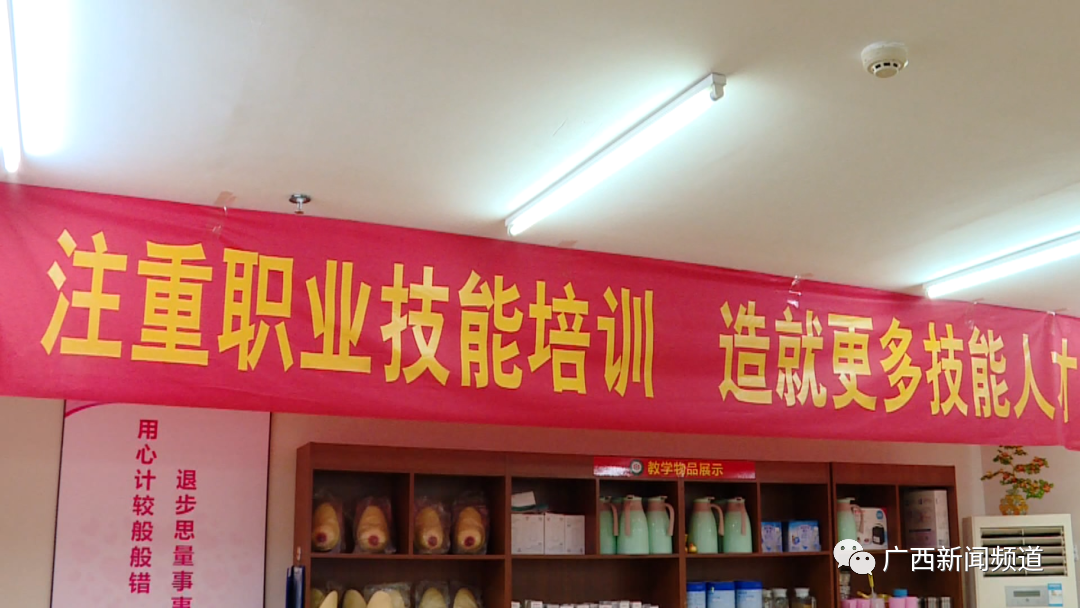 注重职业技能培训 造就更多技能人才
用心计较般般错
退步思量事事
教学物品展示
广西新闻频道